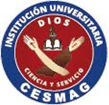 INSTITUCIÓN UNIVERSITARIA
DIOS
CIENCIA Y SERVICIO
CESMAG